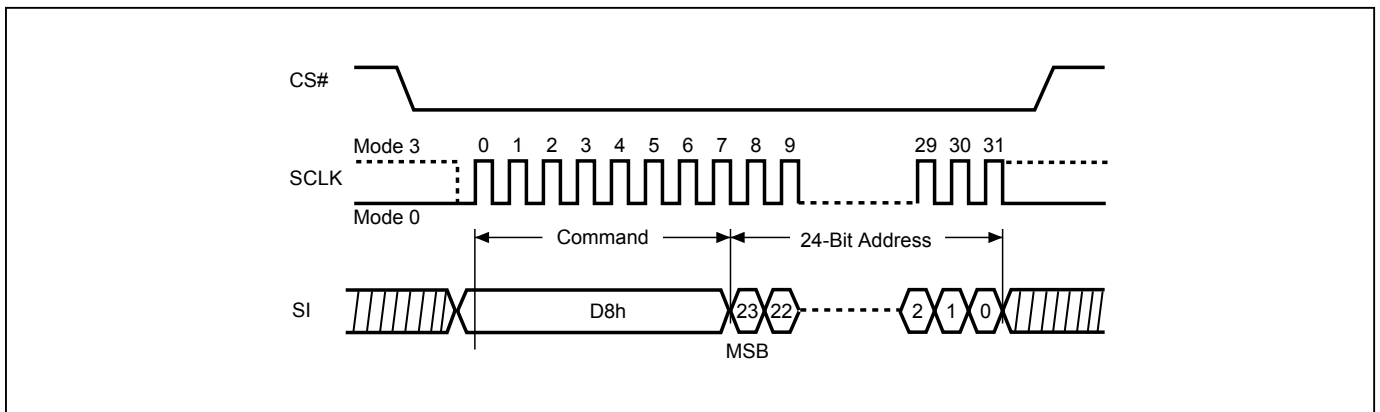 CS#
Mode 3
0 1 2 3 4 5 6 7 8 9 29 30 31
SCLK
Mode 0
Command 24-Bit Address
SI D8h 23 22 2 1 0
MSB